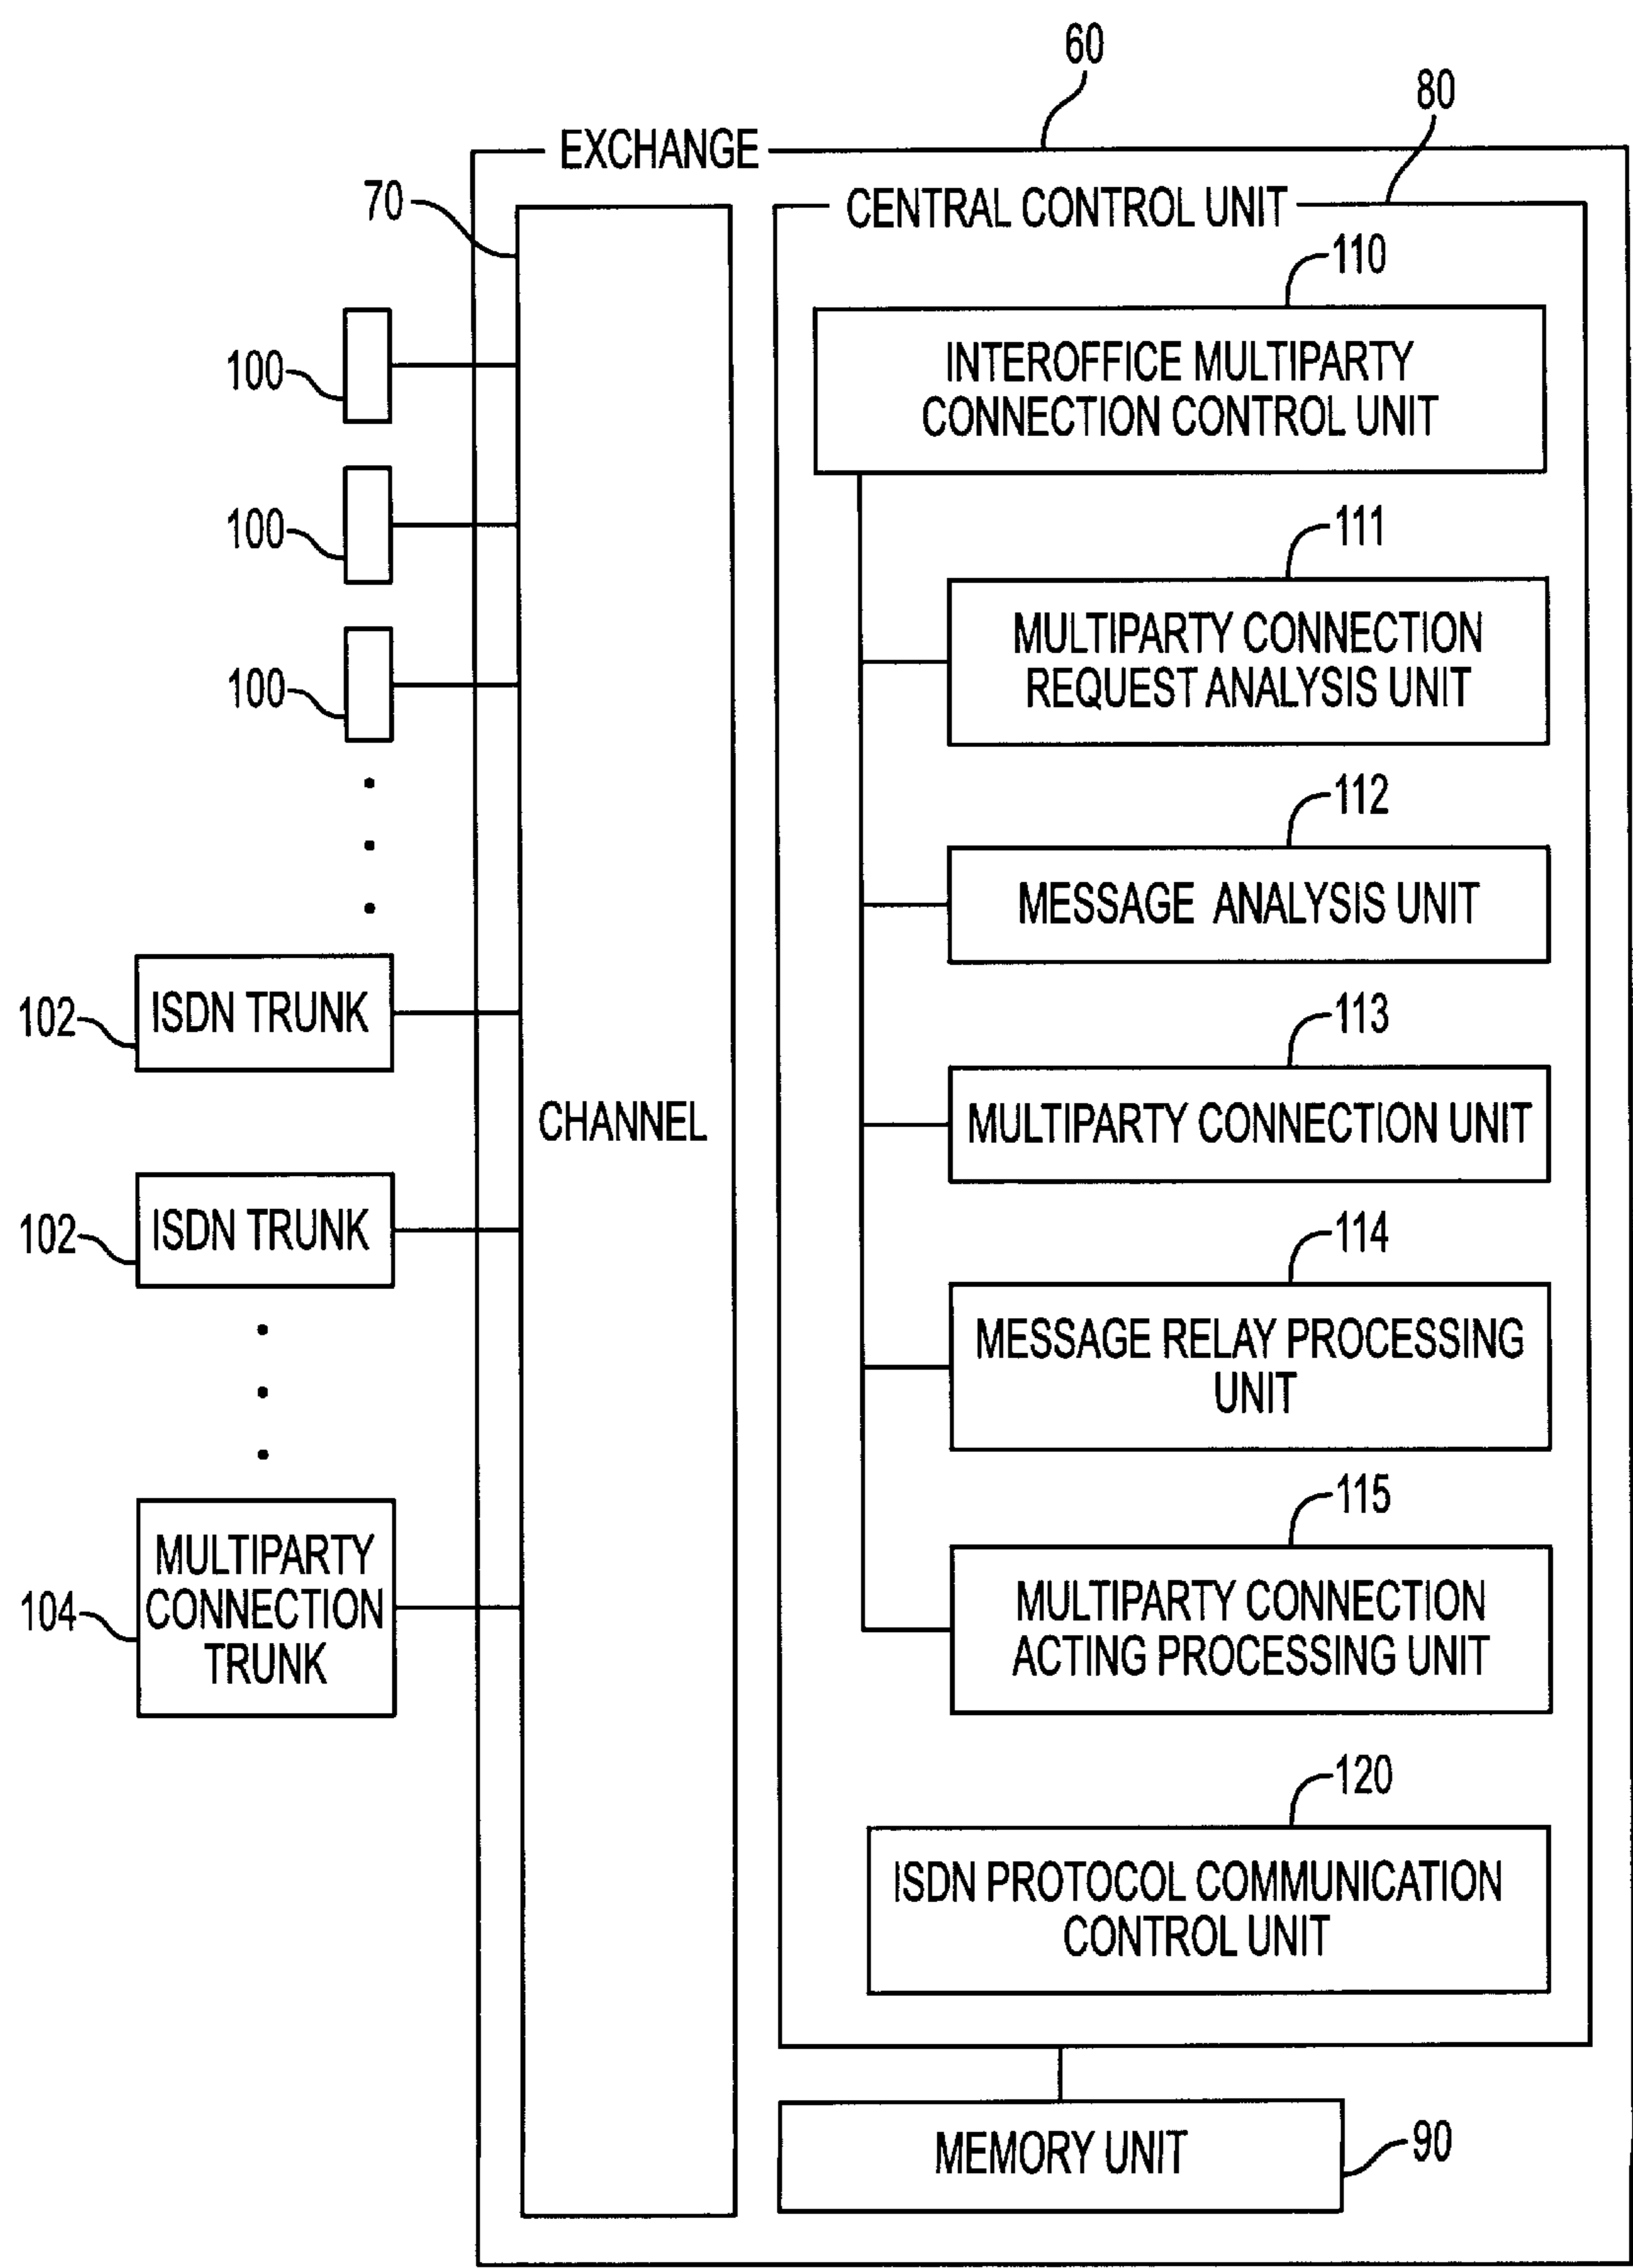 60
80
EXCHANGE
70
CENTRAL CONTROL UNIT
110
INTEROFFICE MULTIPARTY
CONNECTION CONTROL UNIT
100
100
111
MULTIPARTY CONNECTION
REQUEST ANALYSIS UNIT
100
112
MESSAGE ANALYSIS UNIT
102
ISDN TRUNK
113
CHANNEL
MULTIPARTY CONNECTION UNIT
102
ISDN TRUNK
114
MESSAGE RELAY PROCESSING
UNIT
115
MULTIPARTY
CONNECTION
TRUNK
104
MULTIPARTY CONNECTION
ACTING PROCESSING UNIT
120
ISDN PROTOCOL COMMUNICATION
CONTROL UNIT
MEMORY UNIT
90